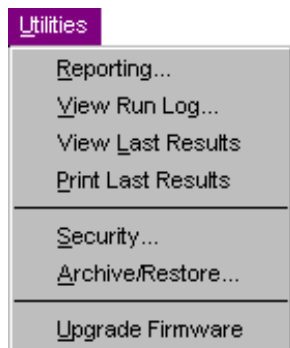 Utilities
Reporting...
View Run Log...
View Last Results
Print Last Results
Security...
Archive/Restore...
Upgrade Firmware